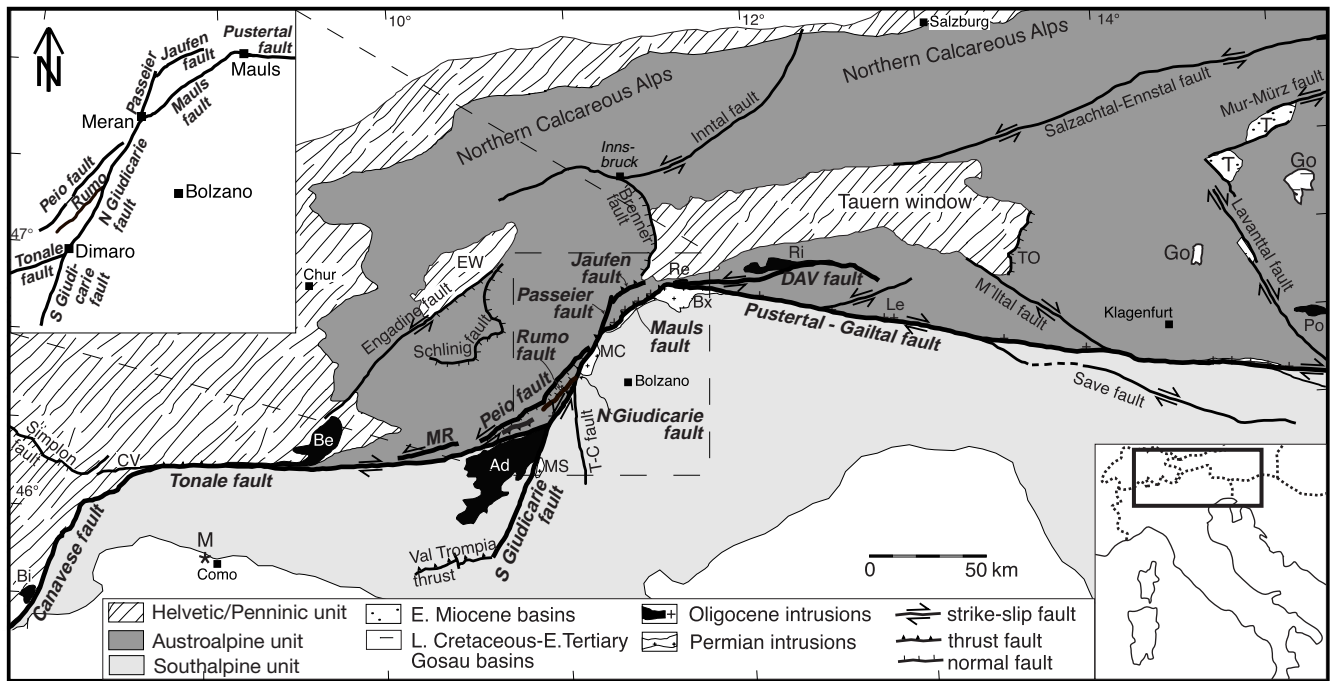 10°
12°
14°
47°
46°
N
Pustertal
fault
Jaufen
fault
Passeier
Mauls
Mauls
fault
Meran
Peio fault
Rumo
N Giudicarie
fault
Bolzano
Dimaro
Tonale
fault
S Giudi-
carie
fault
Salzburg
Northern Calcareous Alps
Northern Calcareous Alps
Inntal fault
Salzachtal-Ennstal fault
Mur-Mürz fault
T
T
Go
Go
Inns-
bruck
Brenner
fault
Tauern window
Lavanttal fault
TO
Chur
EW
Engadine fault
Schlinig
fault
Jaufen
fault
Re
Ri
DAV fault
Passeier
fault
Bx
Le
M˝lltal fault
Klagenfurt
Po
Rumo
fault
Mauls
fault
Pustertal - Gailtal fault
MC
Bolzano
Save fault
Peio fault
N Giudicarie
fault
T-C fault
Simplon
fault
CV
Be
MR
Tonale fault
Ad
MS
S Giudicarie
fault
Canavese fault
M
*
Como
Bi
Val Trompia
thrust
0 50 km
Helvetic/Penninic unit
Austroalpine unit
Southalpine unit
E. Miocene basins
L. Cretaceous-E.Tertiary
Gosau basins
Oligocene intrusions
Permian intrusions
strike-slip fault
thrust fault
normal fault